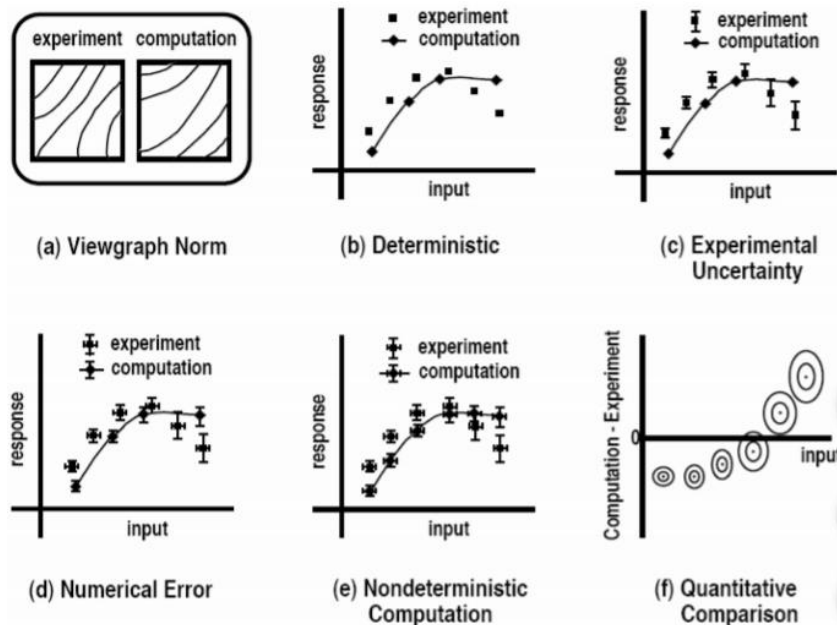 experiment computation
(a) Viewgraph Norm
experiment
computation
response
input
(b) Deterministic
experiment
computation
response
input
(c) Experimental
Uncertainty
experiment
computation
response
input
(d) Numerical Error
experiment
computation
response
input
(e) Nondeterministic
Computation
Computation - Experiment
0
input
(f) Quantitative
Comparison